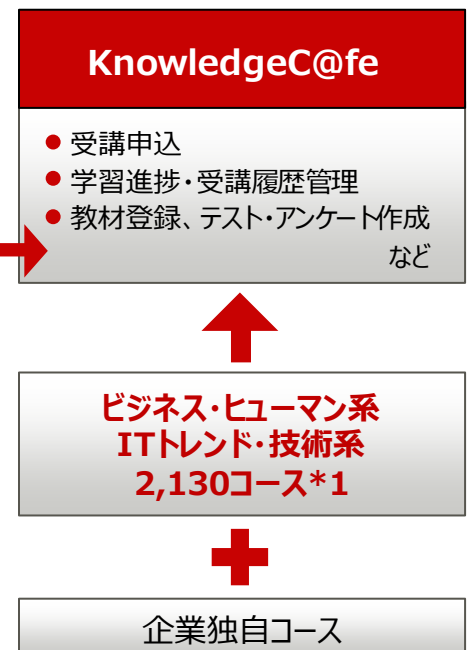 KnowledgeC@fe
● 受講申込
● 学習進捗・受講履歴管理
● 教材登録、テスト・アンケート作成
など
ビジネス・ヒューマン系
ITトレンド・技術系
2,130コース*1
企業独自コース